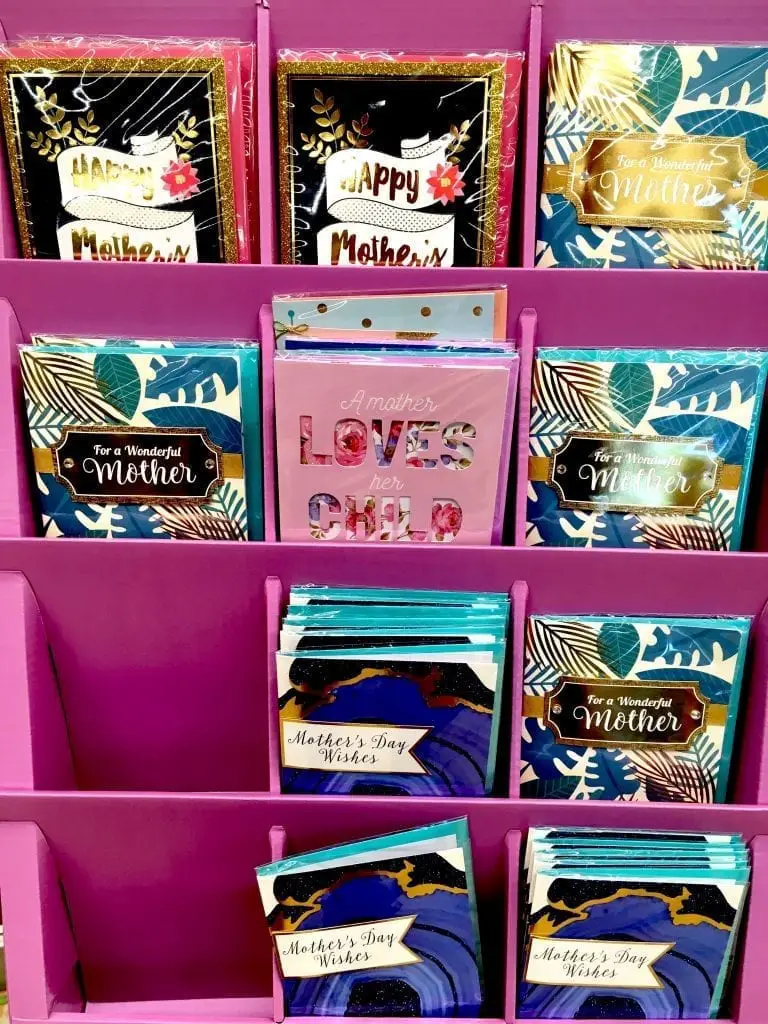 HAPPY
Mother's
HAPPY
Mother's
For a Wonderful
Mother
For a Wonderful
Mother
A mother
LOVES
her
CHILD
For a Wonderful
Mother
Mother's Day
Wishes
For a Wonderful
Mother
Mother's Day
Wishes
Mother's Day
Wishes